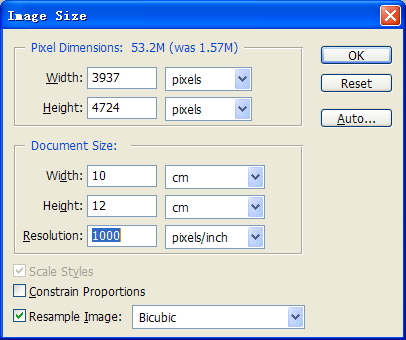 Image Size
Pixel Dimensions: 53.2M (was 1.57M)
Width: 3937 pixels
Height: 4724 pixels
OK
Reset
Auto...
Document Size:
Width: 10 cm
Height: 12 cm
Resolution: 1000 pixels/inch
Scale Styles
Constrain Proportions
Resample Image: Bicubic